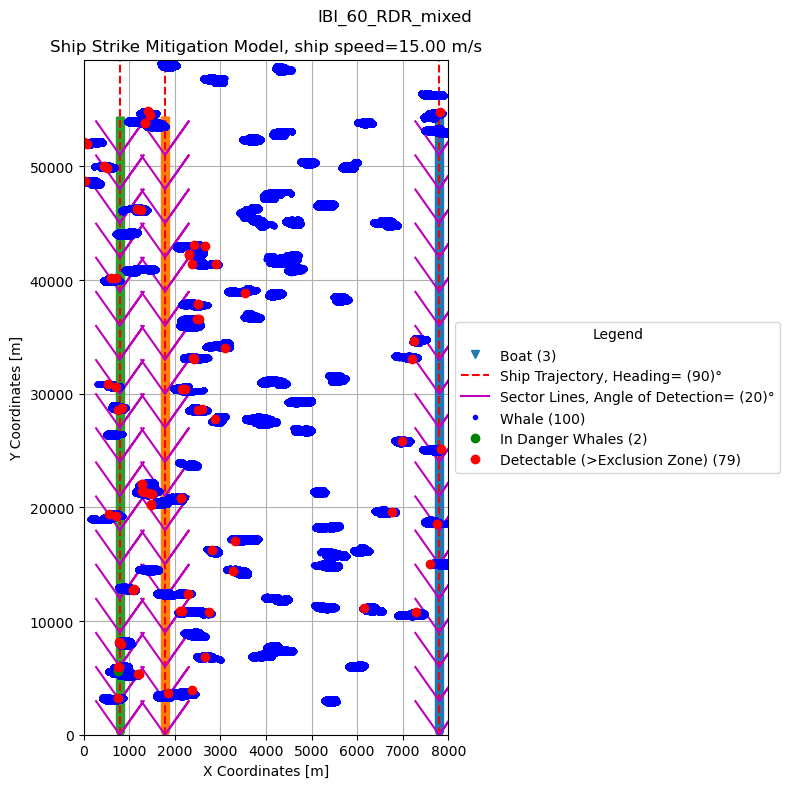 IBI_60_RDR_mixed
Ship Strike Mitigation Model, ship speed=15.00 m/s
Y Coordinates [m]
50000
40000
30000
20000
10000
0
0 1000 2000 3000 4000 5000 6000 7000 8000
X Coordinates [m]
Legend
Boat (3)
Ship Trajectory, Heading= (90)°
Sector Lines, Angle of Detection= (20)°
Whale (100)
In Danger Whales (2)
Detectable (>Exclusion Zone) (79)